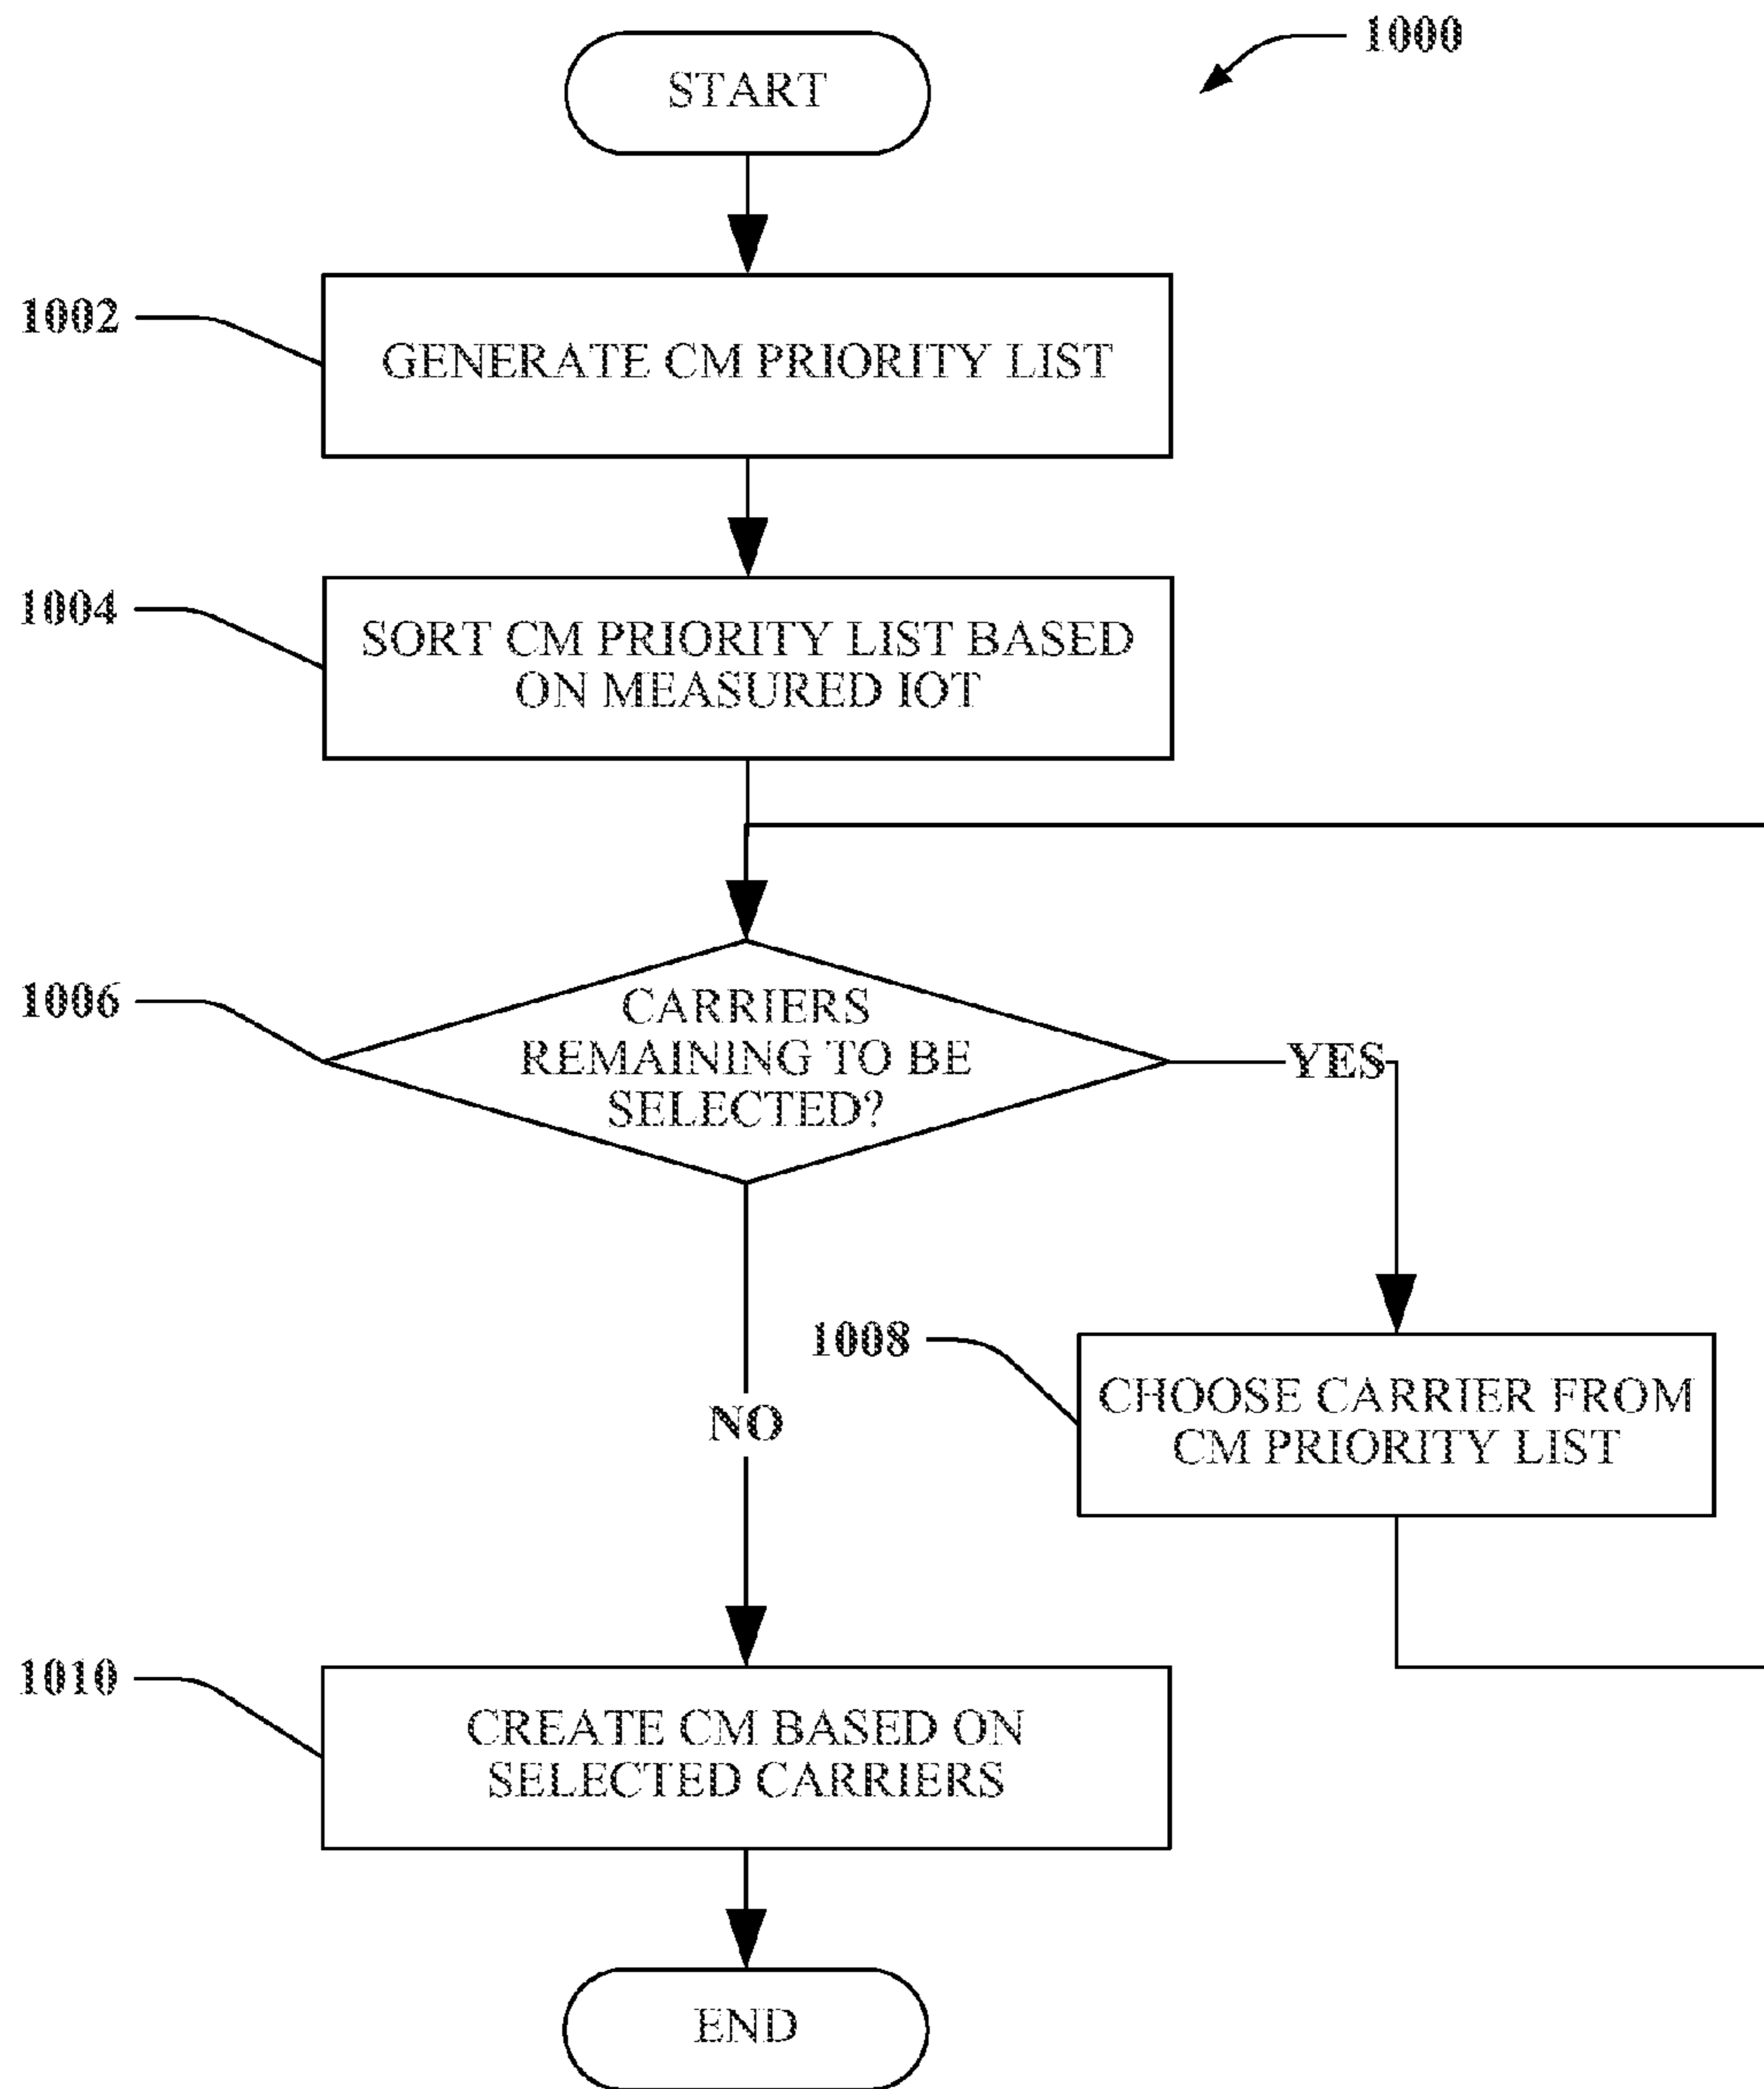 1000
START
1002
GENERATE CM PRIORITY LIST
1004
SORT CM PRIORITY LIST BASED
ON MEASURED IOT
1006
CARRIERS
REMAINING TO BE
SELECTED?
YES
1008
CHOOSE CARRIER FROM
CM PRIORITY LIST
NO
1010
CREATE CM BASED ON
SELECTED CARRIERS
END